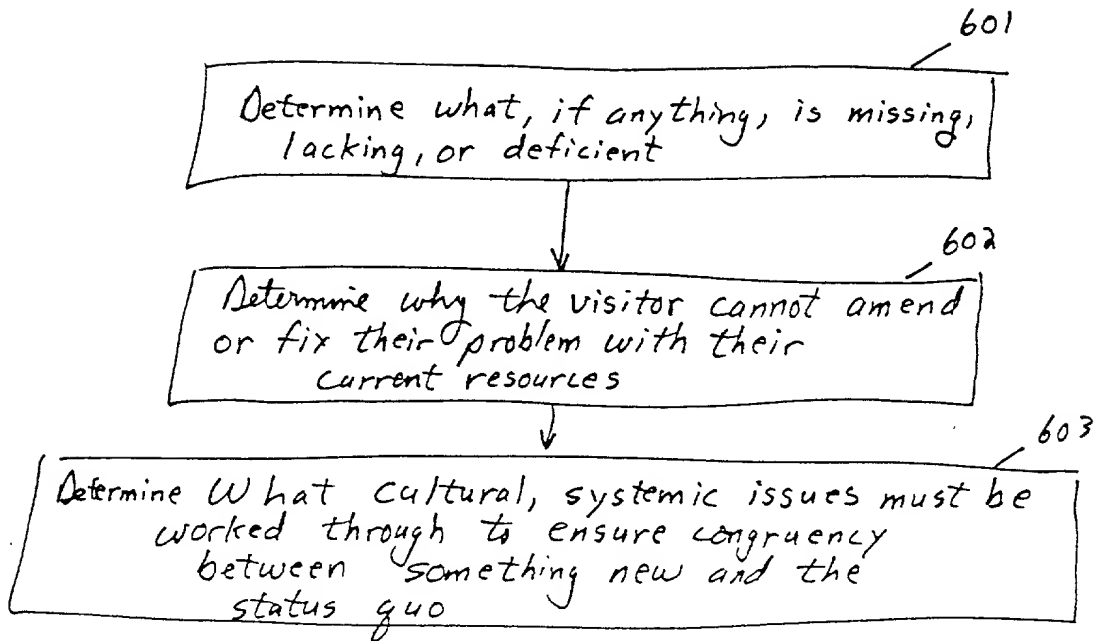 601
Determine what, if anything, is missing,
lacking, or deficient
602
Determine why the visitor cannot amend
or fix their problem with their
current resources
603
Determine What cultural, systemic issues must be
worked through to ensure congruency
between something new and the
status quo